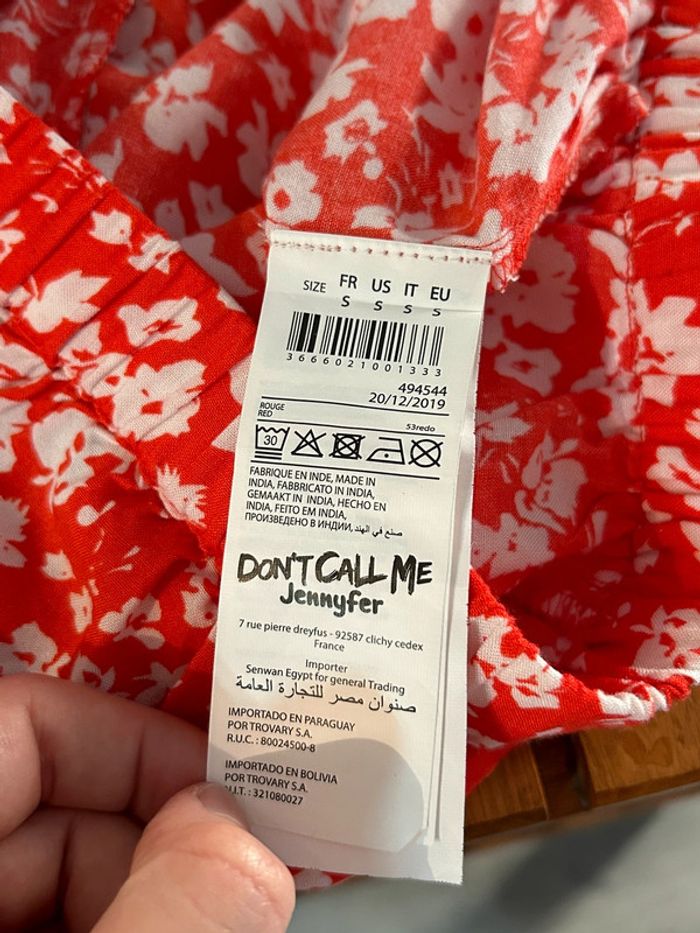 SIZE FR US IT EU
S S S S
3666021001333
494544
20/12/2019
ROUGE
RED
53redo
30
FABRIQUE EN INDE, MADE IN
INDIA, FABBRICATO IN INDIA,
GEMAAKT IN INDIA, HECHO EN
INDIA, FEITO EM INDIA,
ПРОИЗВЕДЕНО В ИНДИИ, صنع في الهند
DON'T CALL ME
Jennyfer
7 rue pierre dreyfus - 92587 clichy cedex
France
Importer
Senwan Egypt for general Trading
صنوان مصر للتجارة العامة
IMPORTADO EN PARAGUAY
POR TROVARY S.A.
R.U.C. : 80024500-8
IMPORTADO EN BOLIVIA
POR TROVARY S.A.
.I.T. : 321080027